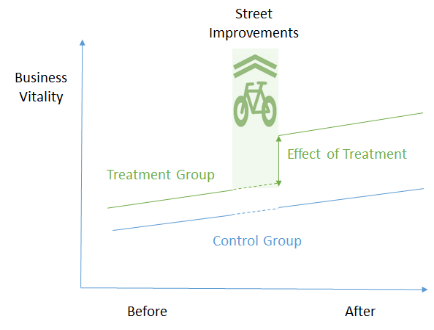 Street
Improvements
Business
Vitality
Effect of Treatment
Treatment Group
Control Group
Before
After